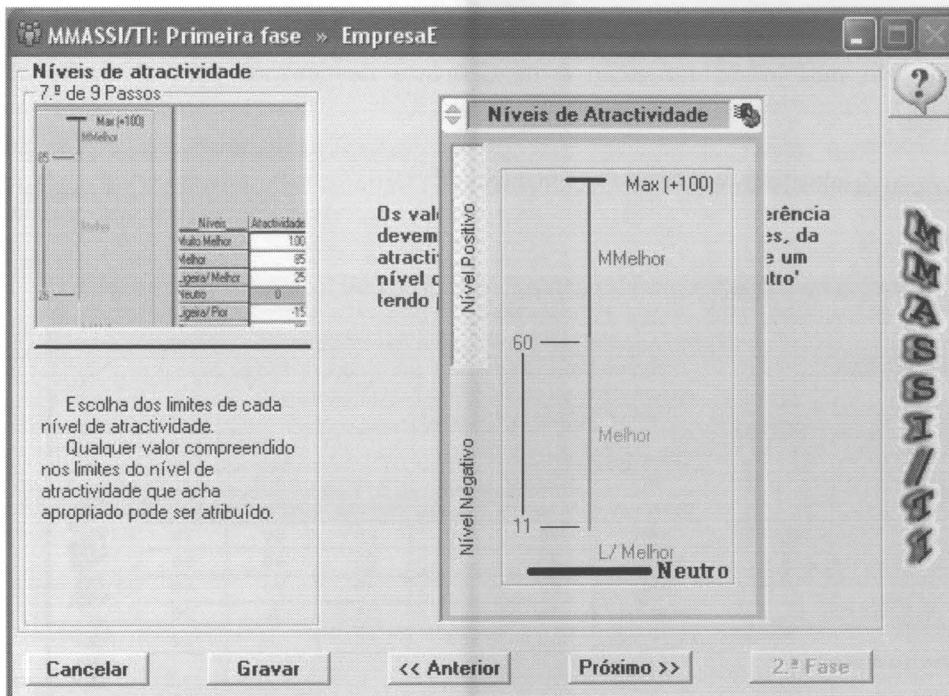 MMASSI/TI: Primeira fase » EmpresaE
Níveis de atractividade
7.º de 9 Passos
Max (+100)
MMelhor
85
Melhor
26
Níveis Atractividade
Muito Melhor 100
Melhor 85
Ligeira/ Melhor 25
Neutro 0
Ligeira/ Pior -15
Escolha dos limites de cada
nível de atractividade.
Qualquer valor compreendido
nos limites do nível de
atractividade que acha
apropriado pode ser atribuído.
Os val erência
devem es, da
atracti e um
nível c tro'
tendo
Níveis de Atractividade
Nível Positivo
Nível Negativo
Max (+100)
MMelhor
60
Melhor
11
L/ Melhor
Neutro
?
MMASSI/TI
Cancelar
Gravar
<< Anterior
Próximo >>
2.ª Fase